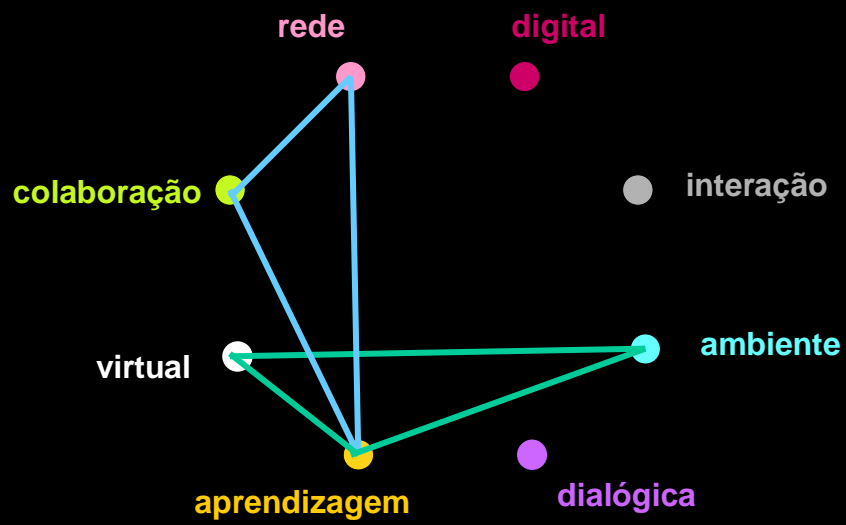 rede
digital
colaboração
interação
virtual
ambiente
aprendizagem
dialógica